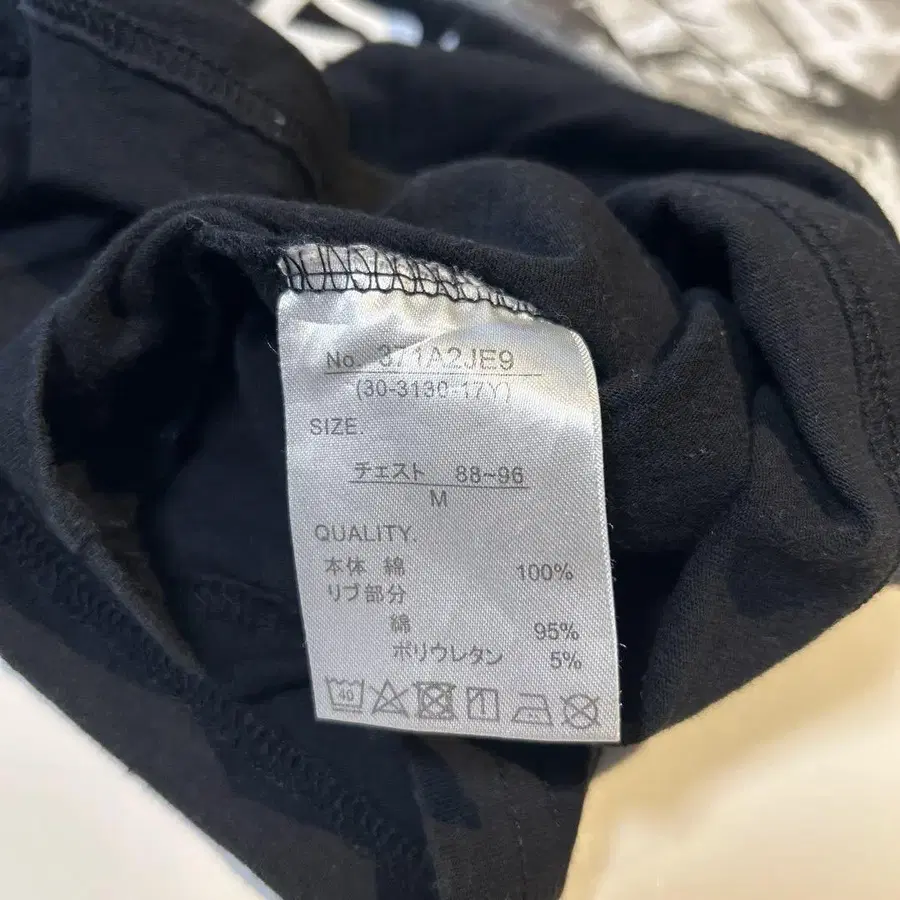 No. 371A2JE9
(30-3130-17Y)
SIZE.
チェスト 88~96
M
QUALITY.
本体 綿 100%
リブ部分
綿 95%
ポリウレタン 5%
40